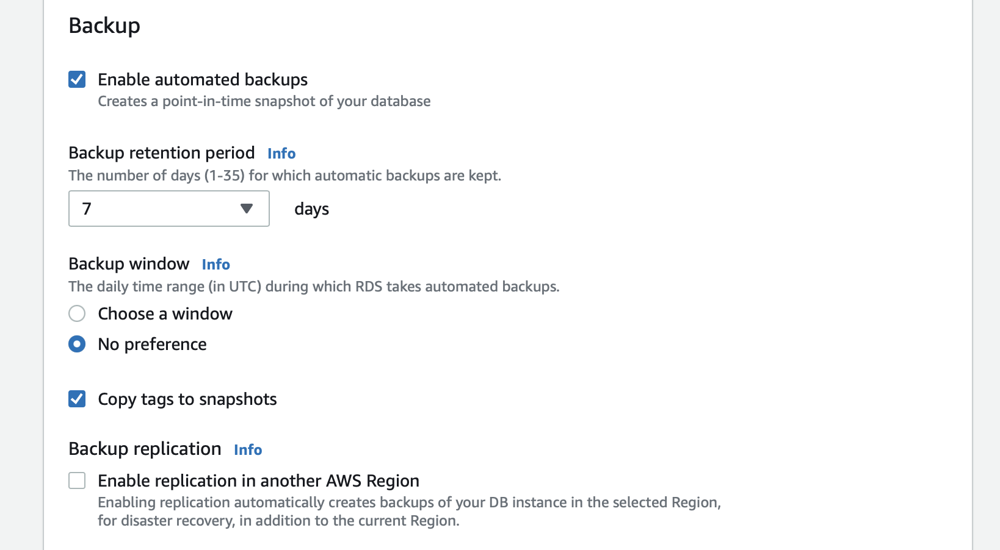 Backup
Enable automated backups
Creates a point-in-time snapshot of your database
Backup retention period Info
The number of days (1-35) for which automatic backups are kept.
7 days
Backup window Info
The daily time range (in UTC) during which RDS takes automated backups.
Choose a window
No preference
Copy tags to snapshots
Backup replication Info
Enable replication in another AWS Region
Enabling replication automatically creates backups of your DB instance in the selected Region,
for disaster recovery, in addition to the current Region.